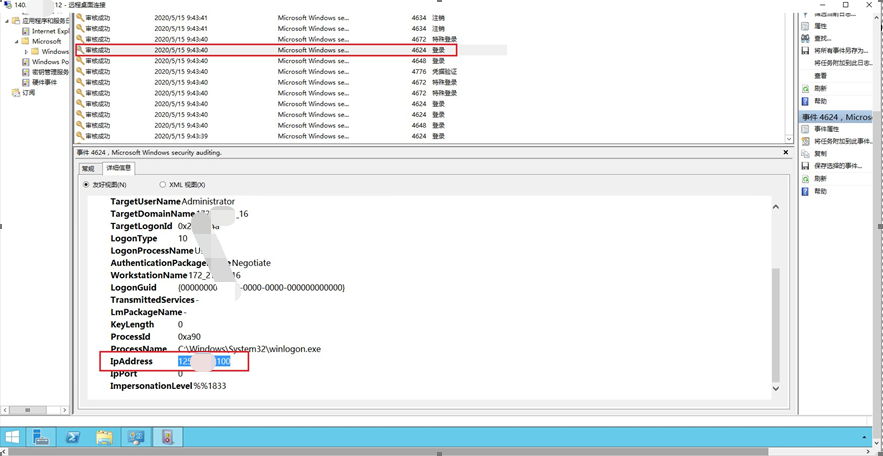 140. 12 - 远程桌面连接
应用程序和服务日
Internet Expl
Microsoft
Windows
Windows Po
密钥管理服务
硬件事件
订阅
审核成功 2020/5/15 9:43:41 Microsoft Windows se... 4634 注销
审核成功 2020/5/15 9:43:41 Microsoft Windows se... 4634 注销
审核成功 2020/5/15 9:43:40 Microsoft Windows se... 4672 特殊登录
审核成功 2020/5/15 9:43:40 Microsoft Windows se... 4624 登录
审核成功 2020/5/15 9:43:40 Microsoft Windows se... 4648 登录
审核成功 2020/5/15 9:43:40 Microsoft Windows se... 4776 凭据验证
审核成功 2020/5/15 9:43:40 Microsoft Windows se... 4672 特殊登录
审核成功 2020/5/15 9:43:40 Microsoft Windows se... 4672 特殊登录
审核成功 2020/5/15 9:43:40 Microsoft Windows se... 4624 登录
审核成功 2020/5/15 9:43:40 Microsoft Windows se... 4624 登录
审核成功 2020/5/15 9:43:40 Microsoft Windows se... 4648 登录
审核成功 2020/5/15 9:43:39 Microsoft Windows se... 4624 登录
事件 4624，Microsoft Windows security auditing.
常规 详细信息
友好视图(N) XML 视图(X)
TargetUserName Administrator
TargetDomainName 172 _16
TargetLogonId 0x2
LogonType 10
LogonProcessName U
AuthenticationPackage Negotiate
WorkstationName 172_2 16
LogonGuid {00000000 -0000-0000-000000000000}
TransmittedServices -
LmPackageName -
KeyLength 0
ProcessId 0xa90
ProcessName C:\Windows\System32\winlogon.exe
IpAddress 125 100
IpPort 0
ImpersonationLevel %%1833
筛选当前日志...
属性
查找...
将所有事件另存为...
将任务附加到此日志...
查看
刷新
帮助
事件 4624，Micros
事件属性
将任务附加到此事件...
复制
保存选择的事件...
刷新
帮助